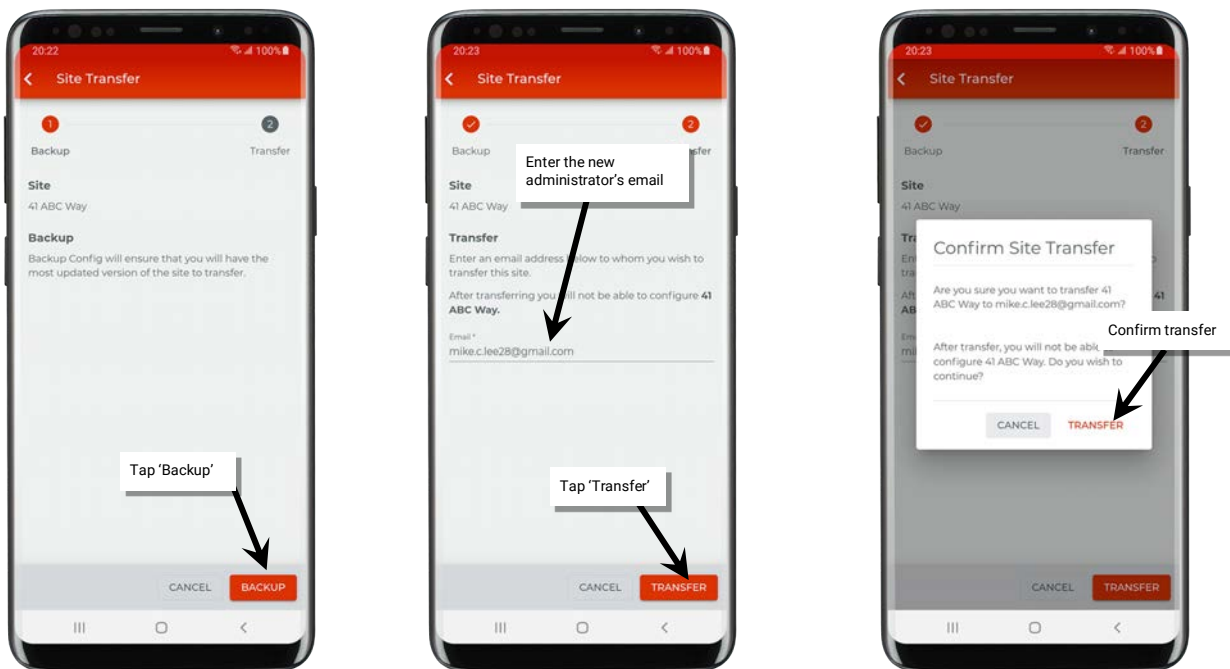 20:22
100%
Site Transfer
1
2
Backup
Transfer
Site
41 ABC Way
Backup
Backup Config will ensure that you will have the
most updated version of the site to transfer.
Tap ‘Backup’
CANCEL
BACKUP
20:23
100%
Site Transfer
2
Backup
sfer
Enter the new
administrator’s email
Site
41 ABC Way
Transfer
Enter an email address below to whom you wish to
transfer this site.
After transferring you will not be able to configure 41
ABC Way.
Email *
mike.c.lee28@gmail.com
Tap ‘Transfer’
CANCEL
TRANSFER
20:23
100%
Site Transfer
2
Backup
Transfer
Site
41 ABC Way
Confirm Site Transfer
Are you sure you want to transfer 41
ABC Way to mike.c.lee28@gmail.com?
41
Confirm transfer
After transfer, you will not be able
configure 41 ABC Way. Do you wish to
continue?
CANCEL
TRANSFER
CANCEL
TRANSFER